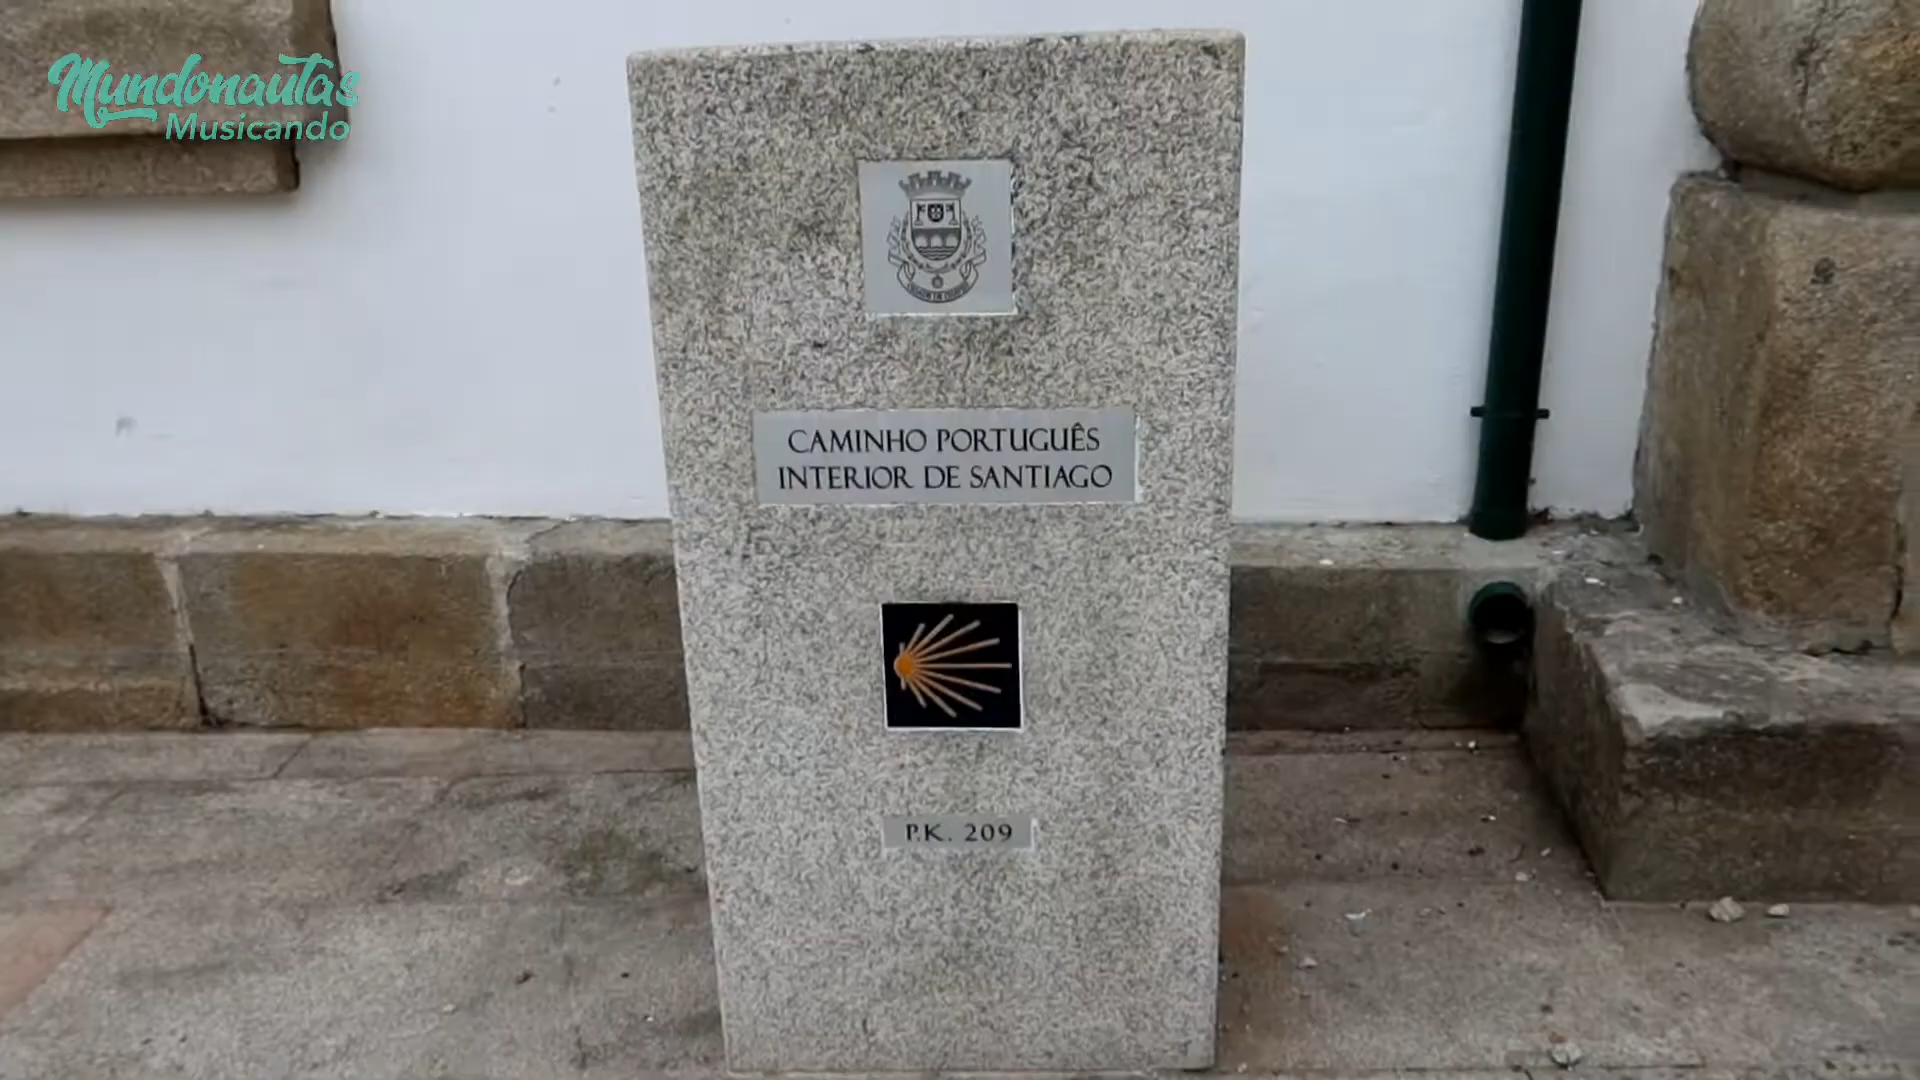 Mundonautas
Musicando
CAMINHO PORTUGUÊS
INTERIOR DE SANTIAGO
P.K. 209